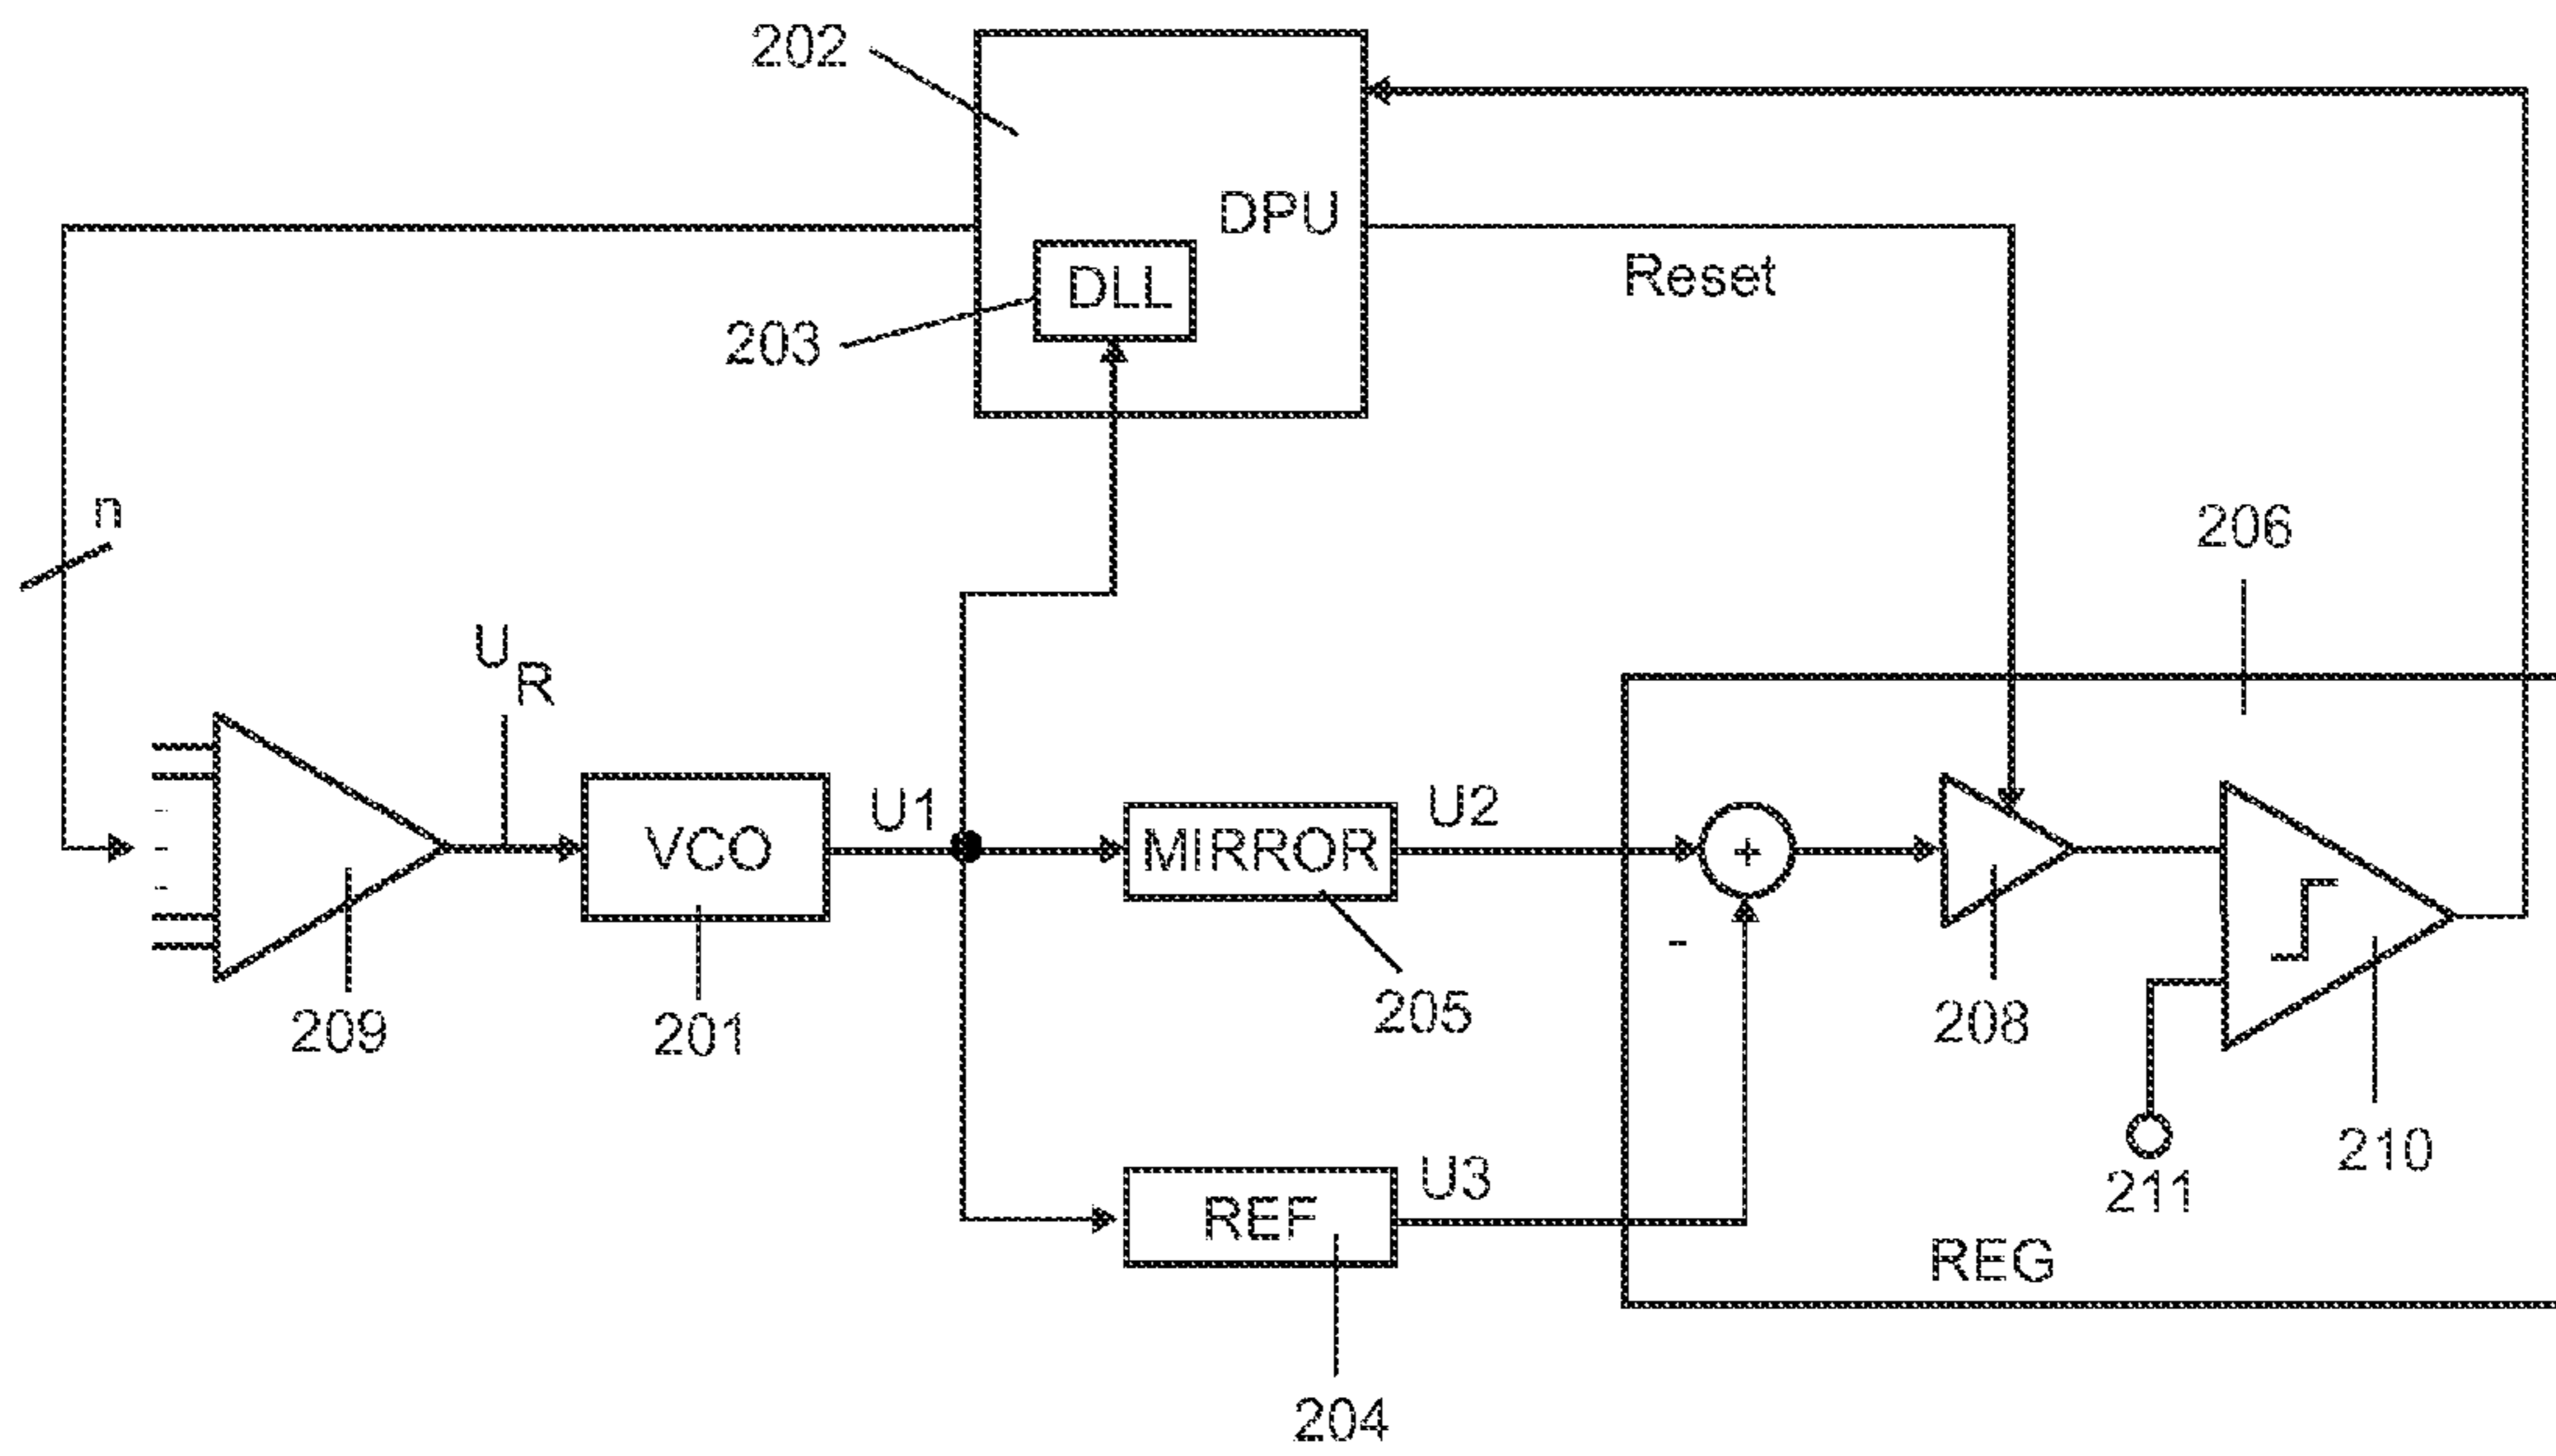 202
DPU
DLL
203
Reset
n
206
U
R
U1
U2
VCO
MIRROR
+
-
209
201
205
208
211
210
U3
REF
REG
204